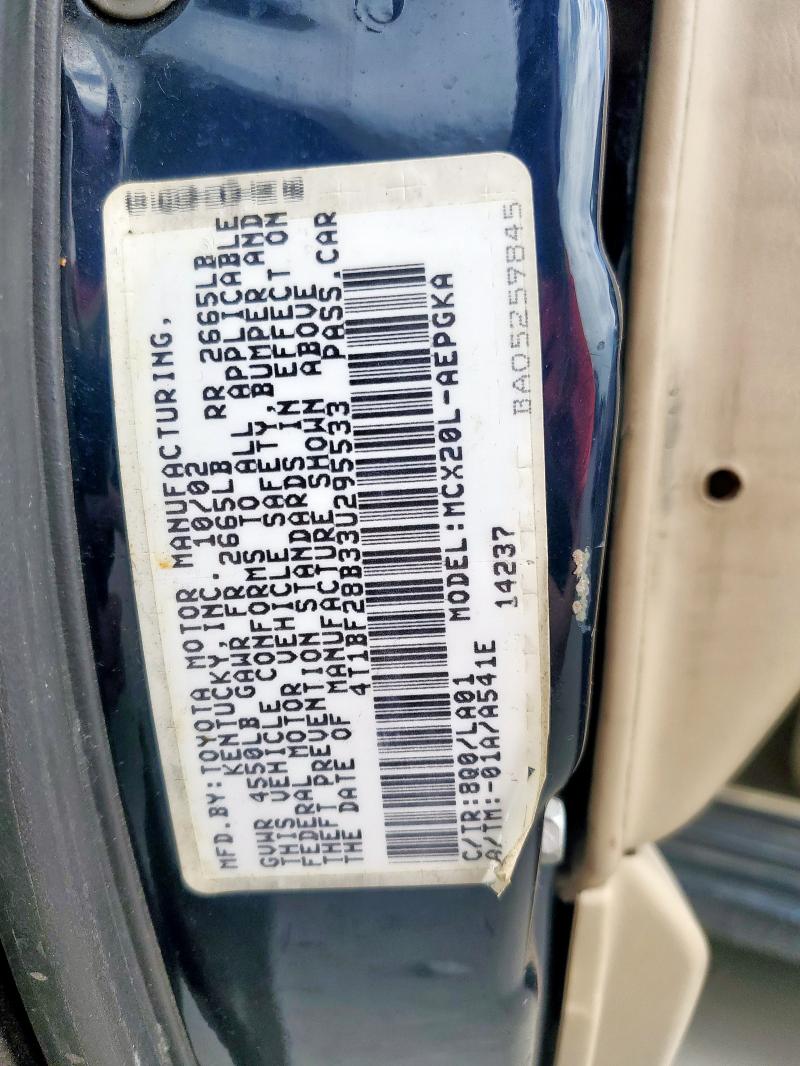 MFD.BY:TOYOTA MOTOR MANUFACTURING,
KENTUCKY,INC. 10/02
GVWR 4550LB GAWR FR 2665LB RR 2665LB
THIS VEHICLE CONFORMS TO ALL APPLICABLE
FEDERAL MOTOR VEHICLE SAFETY,BUMPER AND
THEFT PREVENTION STANDARDS IN EFFECT ON
THE DATE OF MANUFACTURE SHOWN ABOVE
4T1BF28B33U295533 PASS.CAR
MODEL:MCX20L-AEPGKA
C/TR:8Q0/LA01
A/TM:-01A/A541E 14237
BA05259845